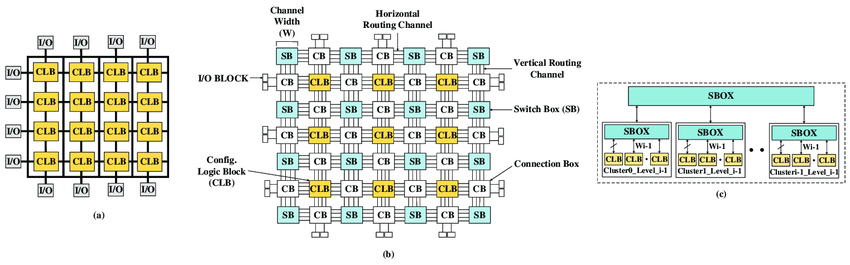 I/O I/O I/O I/O
I/O CLB CLB CLB CLB
I/O CLB CLB CLB CLB
I/O CLB CLB CLB CLB
I/O CLB CLB CLB CLB
I/O I/O I/O I/O
(a)
Channel
Width
(W)
Horizontal
Routing Channel
SB CB SB CB SB CB SB
Vertical Routing
Channel
I/O BLOCK
CB CLB CB CLB CB CLB CB
SB CB SB CB SB CB SB
Switch Box (SB)
CB CLB CB CLB CB CLB CB
SB CB SB CB SB CB SB
Config.
Logic Block
(CLB)
Connection Box
CB CLB CB CLB CB CLB CB
SB CB SB CB SB CB SB
(b)
SBOX
SBOX SBOX SBOX
Wi-1 Wi-1 Wi-1
CLB CLB CLB CLB CLB CLB CLB CLB CLB
Cluster0_Level_i-1 Cluster1_Level_i-1 Clusteri-1_Level_i-1
(c)